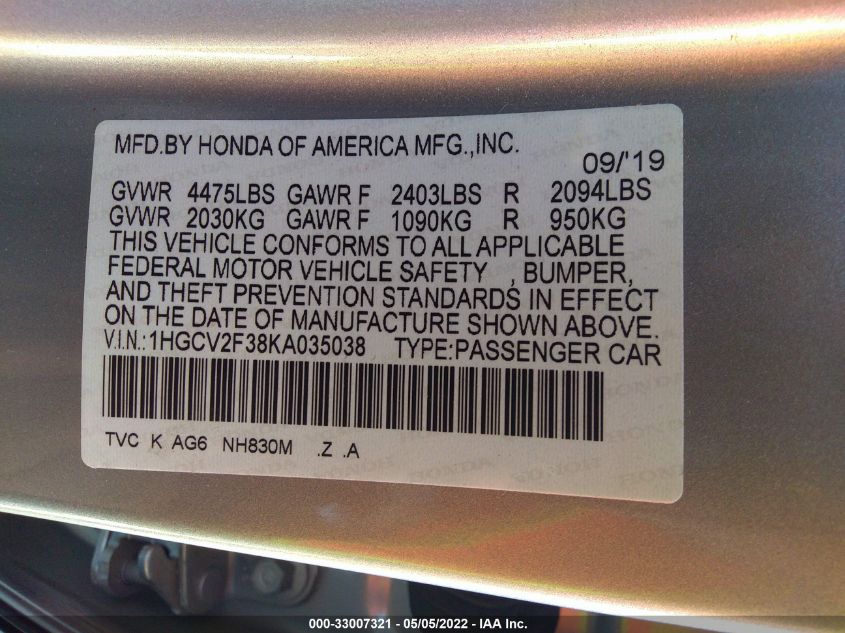 MFD.BY HONDA OF AMERICA MFG.,INC.
09/'19
GVWR 4475LBS GAWR F 2403LBS R 2094LBS
GVWR 2030KG GAWR F 1090KG R 950KG
THIS VEHICLE CONFORMS TO ALL APPLICABLE
FEDERAL MOTOR VEHICLE SAFETY , BUMPER,
AND THEFT PREVENTION STANDARDS IN EFFECT
ON THE DATE OF MANUFACTURE SHOWN ABOVE.
V.I.N.:1HGCV2F38KA035038 TYPE:PASSENGER CAR
TVC K AG6 NH830M .Z .A
000-33007321 / 05/05/2022 - IAA Inc.